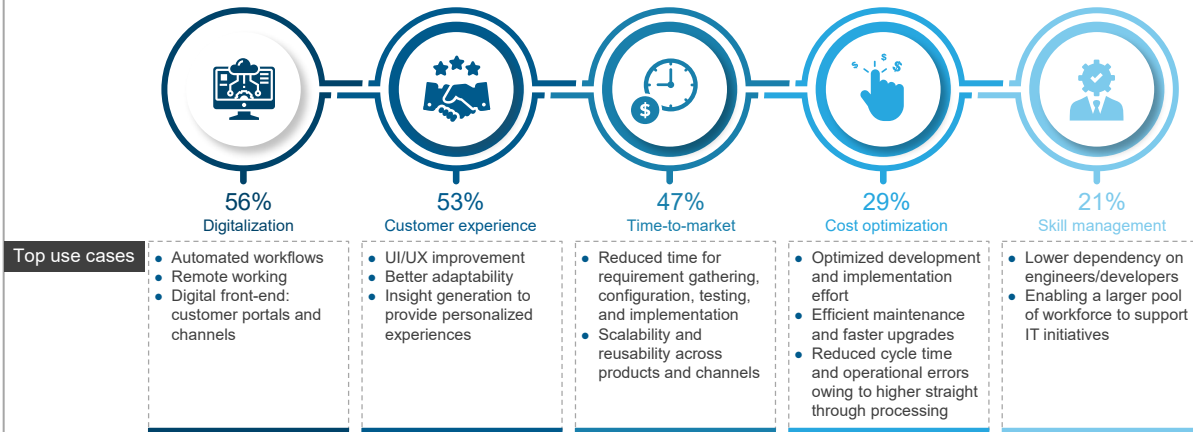 56%
Digitalization
53%
Customer experience
47%
Time-to-market
29%
Cost optimization
21%
Skill management
Top use cases
• Automated workflows
• Remote working
• Digital front-end:
customer portals and
channels
• UI/UX improvement
• Better adaptability
• Insight generation to
provide personalized
experiences
• Reduced time for
requirement gathering,
configuration, testing,
and implementation
• Scalability and
reusability across
products and channels
• Optimized development
and implementation
effort
• Efficient maintenance
and faster upgrades
• Reduced cycle time
and operational errors
owing to higher straight
through processing
• Lower dependency on
engineers/developers
• Enabling a larger pool
of workforce to support
IT initiatives